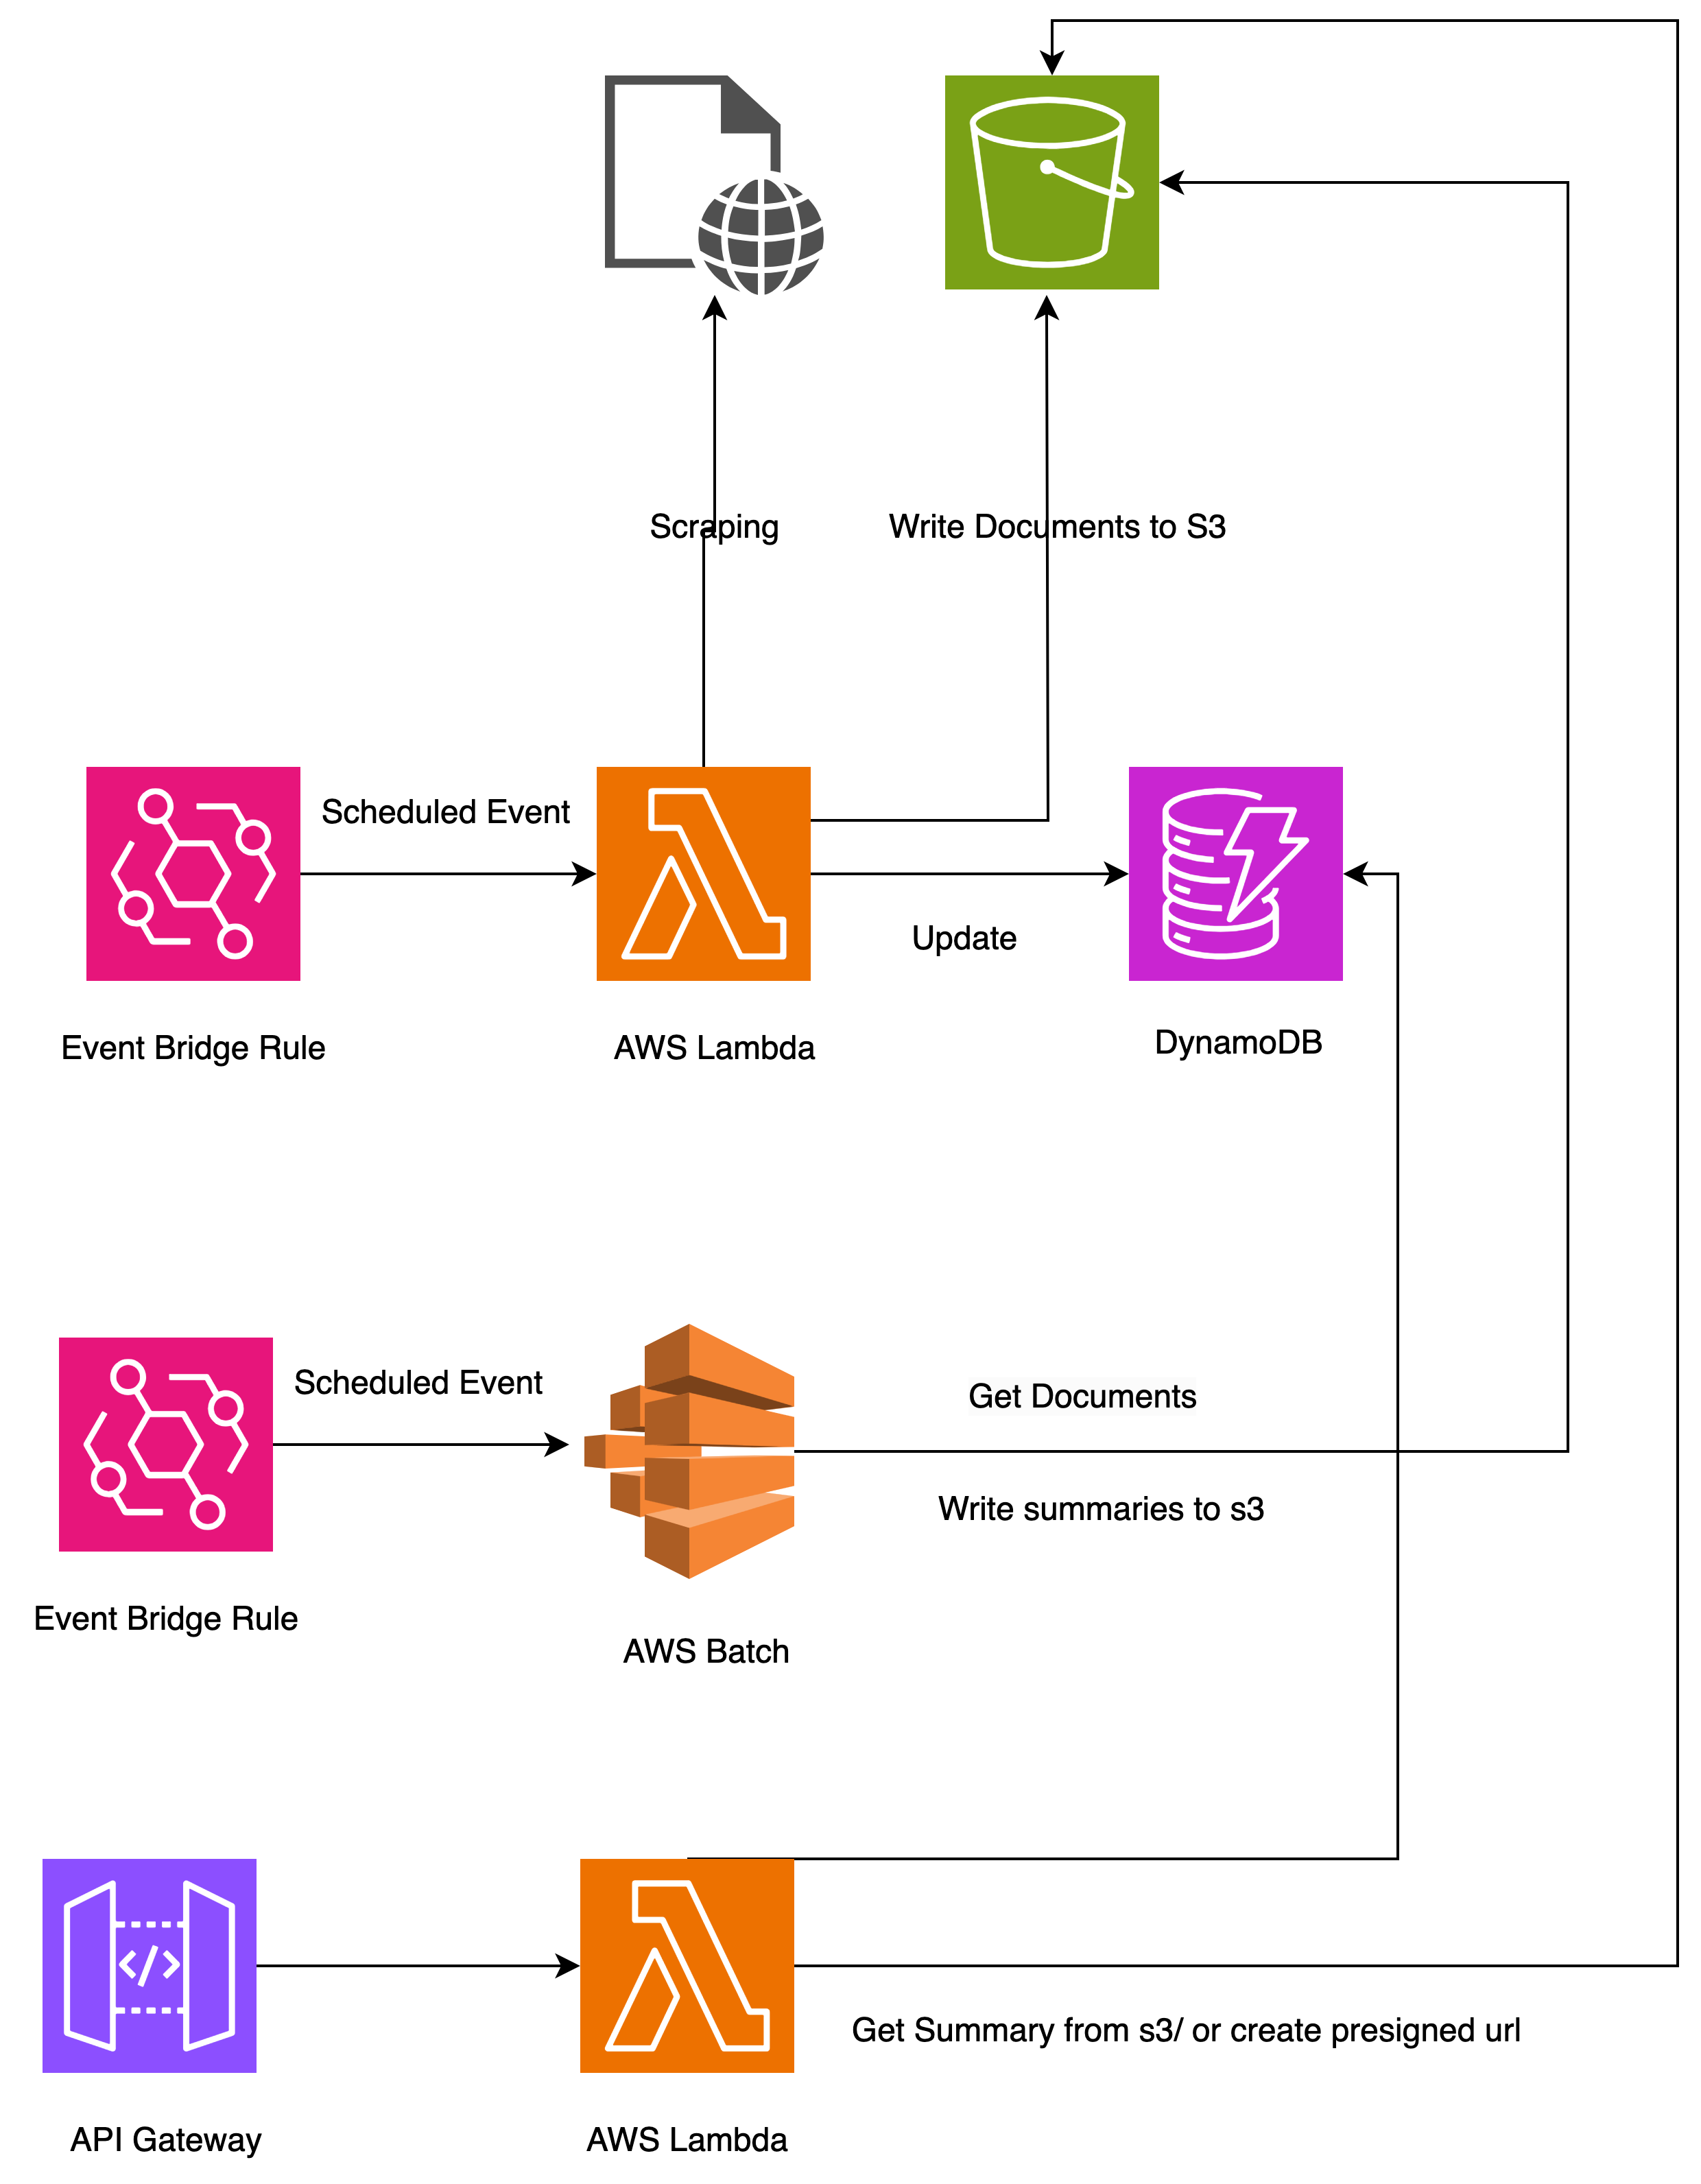 Scraping
Write Documents to S3
Scheduled Event
Update
Event Bridge Rule
AWS Lambda
DynamoDB
Scheduled Event
Get Documents
Write summaries to s3
Event Bridge Rule
AWS Batch
</>
Get Summary from s3/ or create presigned url
API Gateway
AWS Lambda